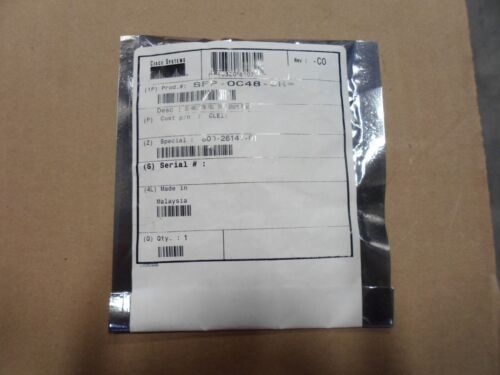 CISCO SYSTEMS
Rev : -C0
(1P) Prod.#: SFP-OC48-
Desc :
(P) Cust p/n : CLEI:
(Z) Special :
(S) Serial # :
(4L) Made in
Malaysia
(Q) Qty. : 1